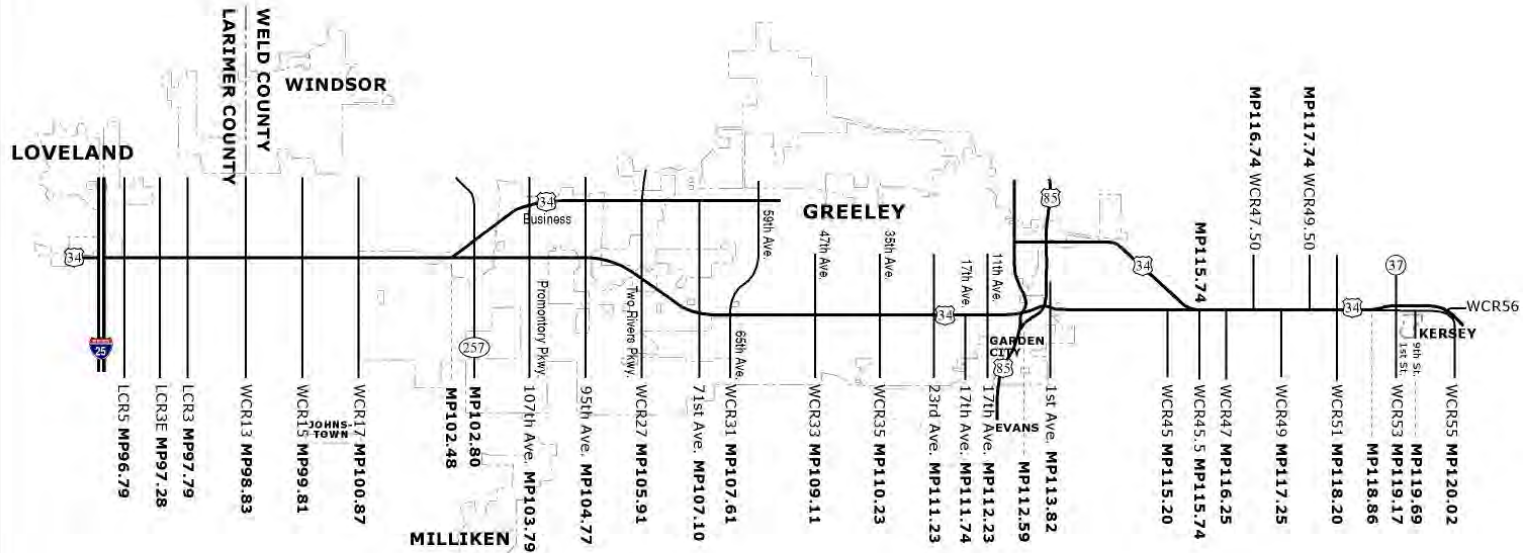 WELD COUNTY
LARIMER COUNTY
WINDSOR
LOVELAND
34
25
257
34
Business
59th Ave.
GREELEY
47th Ave.
35th Ave.
34
17th Ave.
11th Ave.
85
34
MP115.74
MP116.74 WCR47.50
MP117.74 WCR49.50
34
37
WCR56
KERSEY
9th St.
1st St.
GARDEN
CITY
85
EVANS
Promontory Pkwy.
Two Rivers Pkwy.
65th Ave.
JOHNS-
TOWN
MILLIKEN
LCR5 MP96.79
LCR3E MP97.28
LCR3 MP97.79
WCR13 MP98.83
WCR15 MP99.81
WCR17 MP100.87
MP102.48
MP102.80
107th Ave. MP103.79
95th Ave. MP104.77
WCR27 MP105.91
71st Ave. MP107.10
WCR31 MP107.61
WCR33 MP109.11
WCR35 MP110.23
23rd Ave. MP111.23
17th Ave. MP111.74
17th Ave. MP112.23
MP112.59
1st Ave. MP113.82
WCR45 MP115.20
WCR45.5 MP115.74
WCR47 MP116.25
WCR49 MP117.25
WCR51 MP118.20
MP118.86
WCR53 MP119.17
MP119.69
WCR55 MP120.02